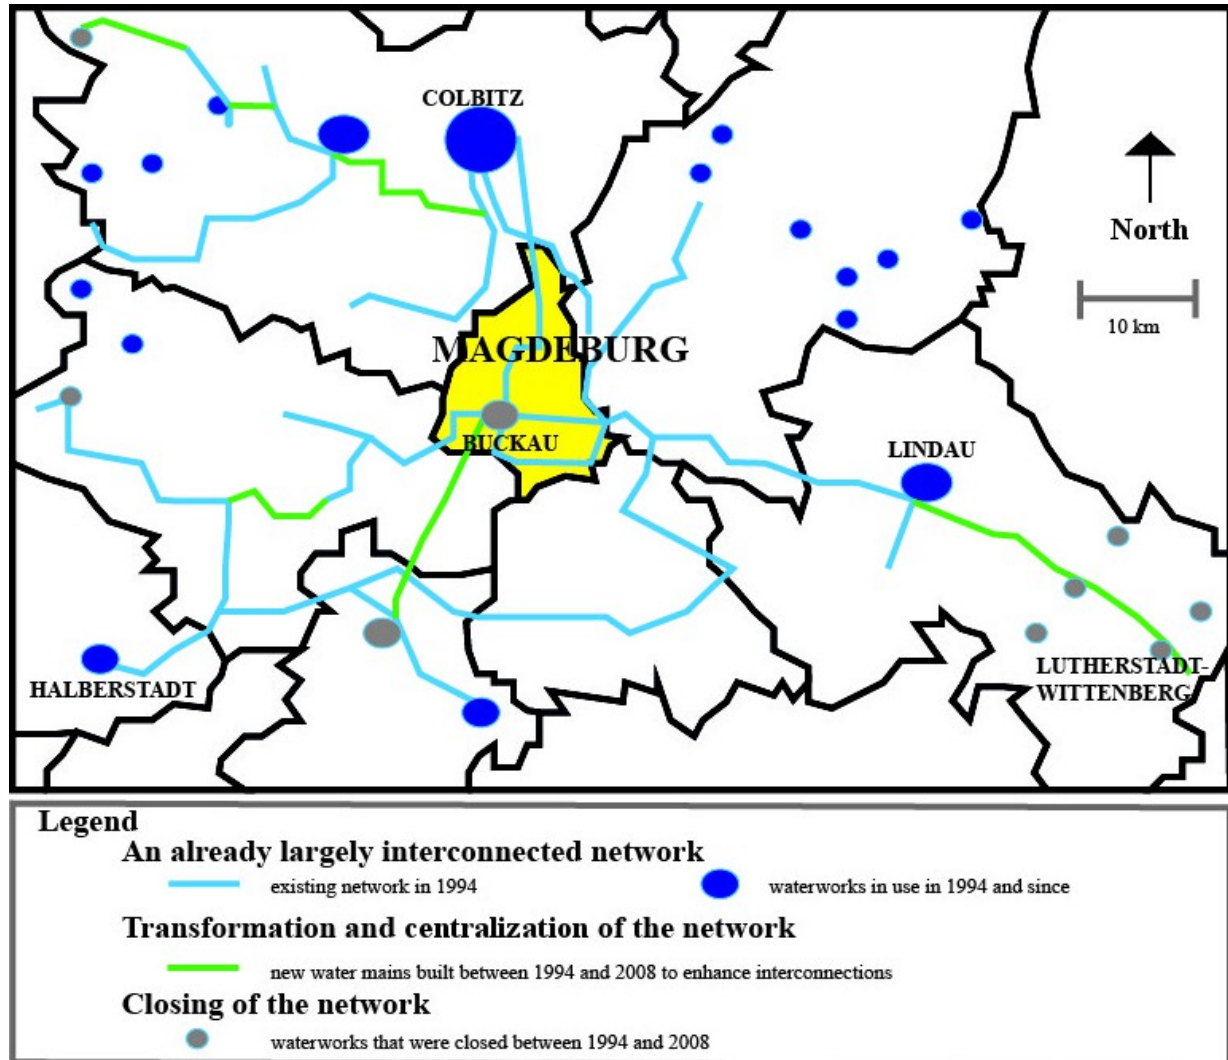 COLBITZ
North
10 km
MAGDEBURG
BUCKAU
LINDAU
LUTHERSTADT-
WITTENBERG
HALBERSTADT
Legend
An already largely interconnected network
existing network in 1994
waterworks in use in 1994 and since
Transformation and centralization of the network
new water mains built between 1994 and 2008 to enhance interconnections
Closing of the network
waterworks that were closed between 1994 and 2008